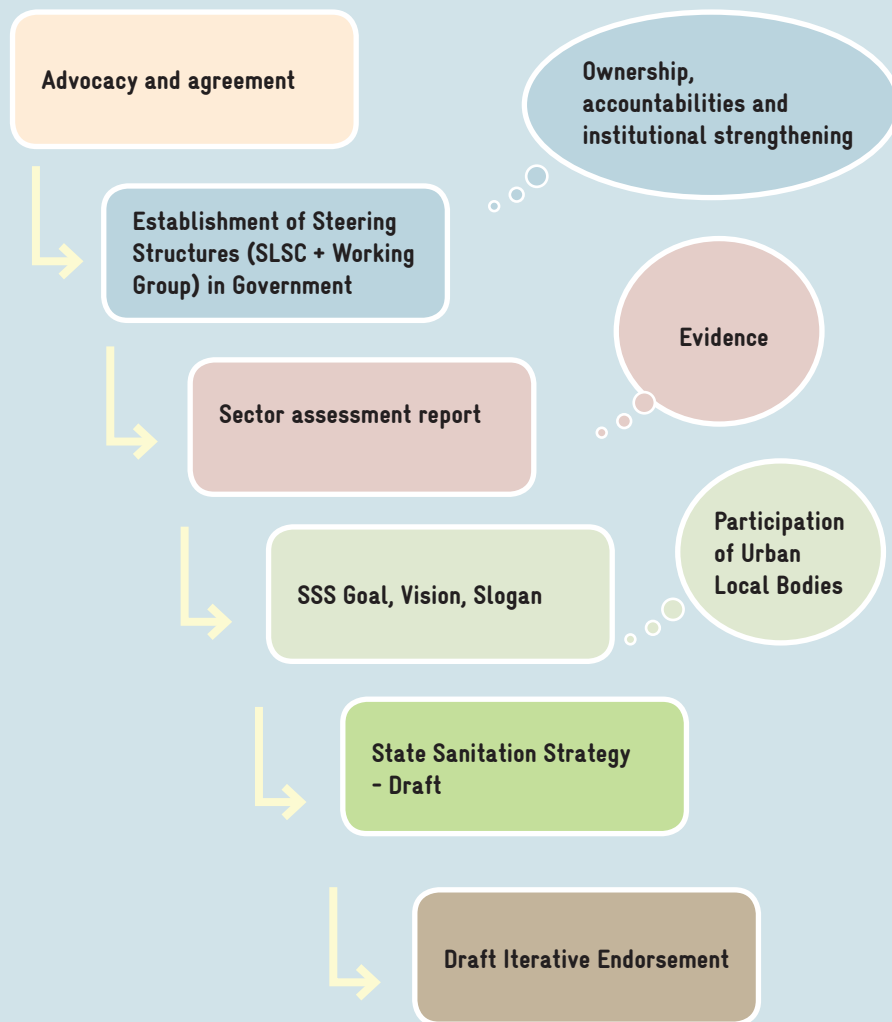 Advocacy and agreement
Ownership,
accountabilities and
institutional strengthening
Establishment of Steering
Structures (SLSC + Working
Group) in Government
Evidence
Sector assessment report
Participation
of Urban
Local Bodies
SSS Goal, Vision, Slogan
State Sanitation Strategy
- Draft
Draft Iterative Endorsement